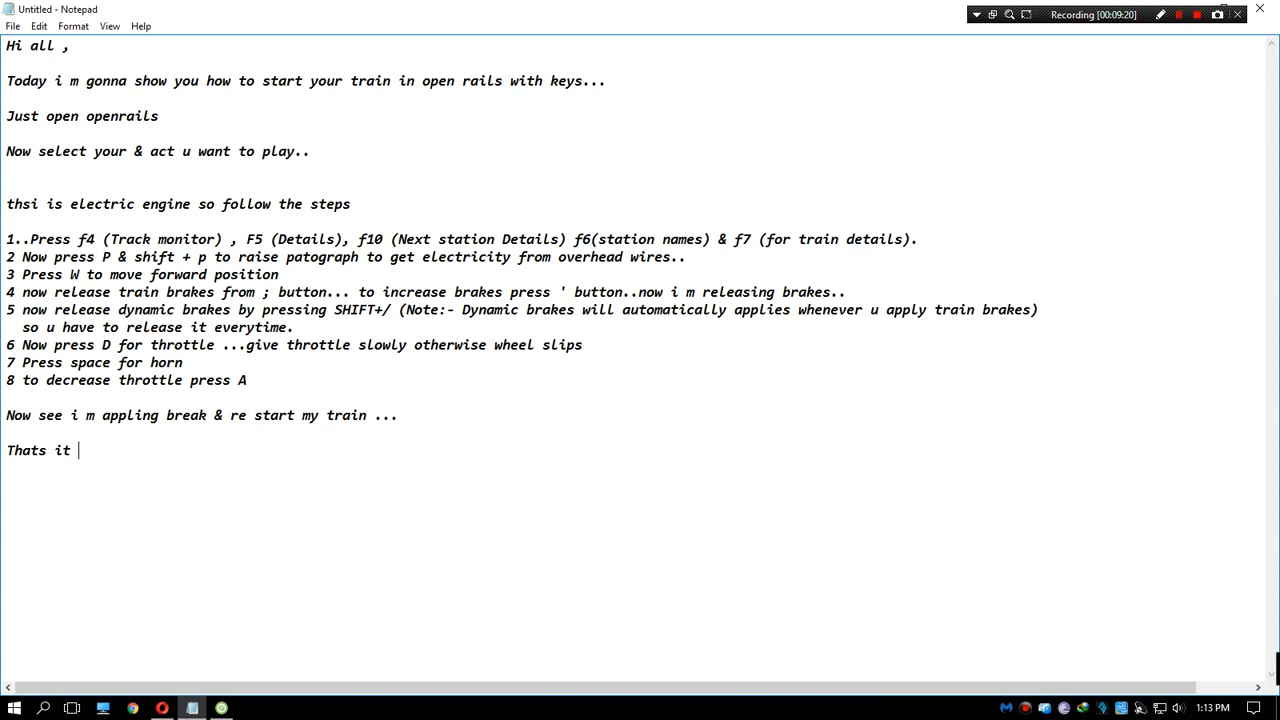 Untitled - Notepad
Recording [00:09:20]
File Edit Format View Help
Hi all ,
Today i m gonna show you how to start your train in open rails with keys...
Just open openrails
Now select your & act u want to play..
thsi is electric engine so follow the steps
1..Press f4 (Track monitor) , F5 (Details), f10 (Next station Details) f6(station names) & f7 (for train details).
2 Now press P & shift + p to raise patograph to get electricity from overhead wires..
3 Press W to move forward position
4 now release train brakes from ; button... to increase brakes press ' button..now i m releasing brakes..
5 now release dynamic brakes by pressing SHIFT+/ (Note:- Dynamic brakes will automatically applies whenever u apply train brakes)
so u have to release it everytime.
6 Now press D for throttle ...give throttle slowly otherwise wheel slips
7 Press space for horn
8 to decrease throttle press A
Now see i m appling break & re start my train ...
Thats it
1:13 PM